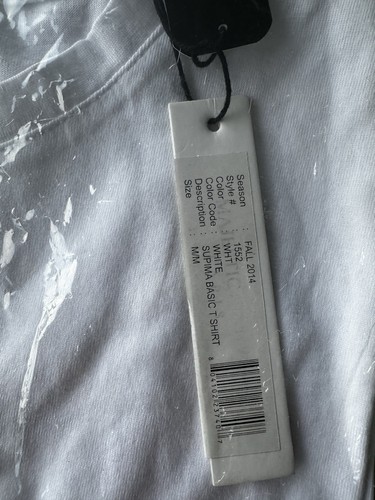 Season : FALL 2014
Style # : 1552
Color : WHT
Color Code : WHITE
Description : SUPIMA BASIC T SHIRT
Size : M/M